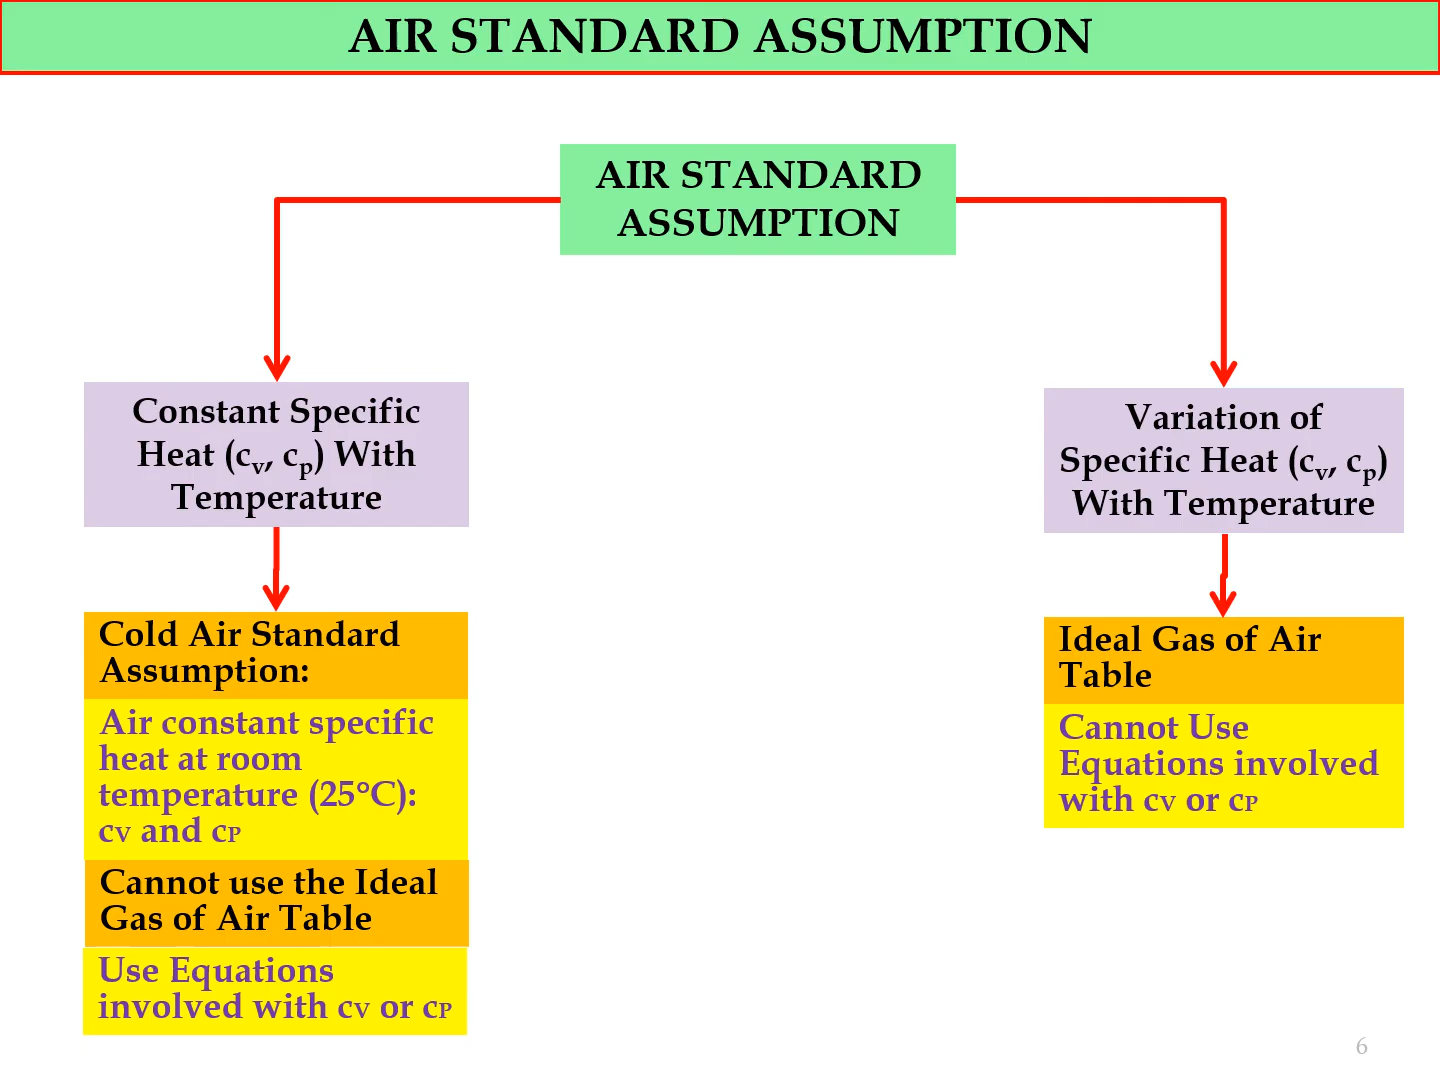 AIR STANDARD ASSUMPTION
AIR STANDARD
ASSUMPTION
Constant Specific
Heat (cv, cp) With
Temperature
Cold Air Standard
Assumption:
Air constant specific
heat at room
temperature (25°C):
cV and cP
Cannot use the Ideal
Gas of Air Table
Use Equations
involved with cV or cP
Variation of
Specific Heat (cv, cp)
With Temperature
Ideal Gas of Air
Table
Cannot Use
Equations involved
with cV or cP
6